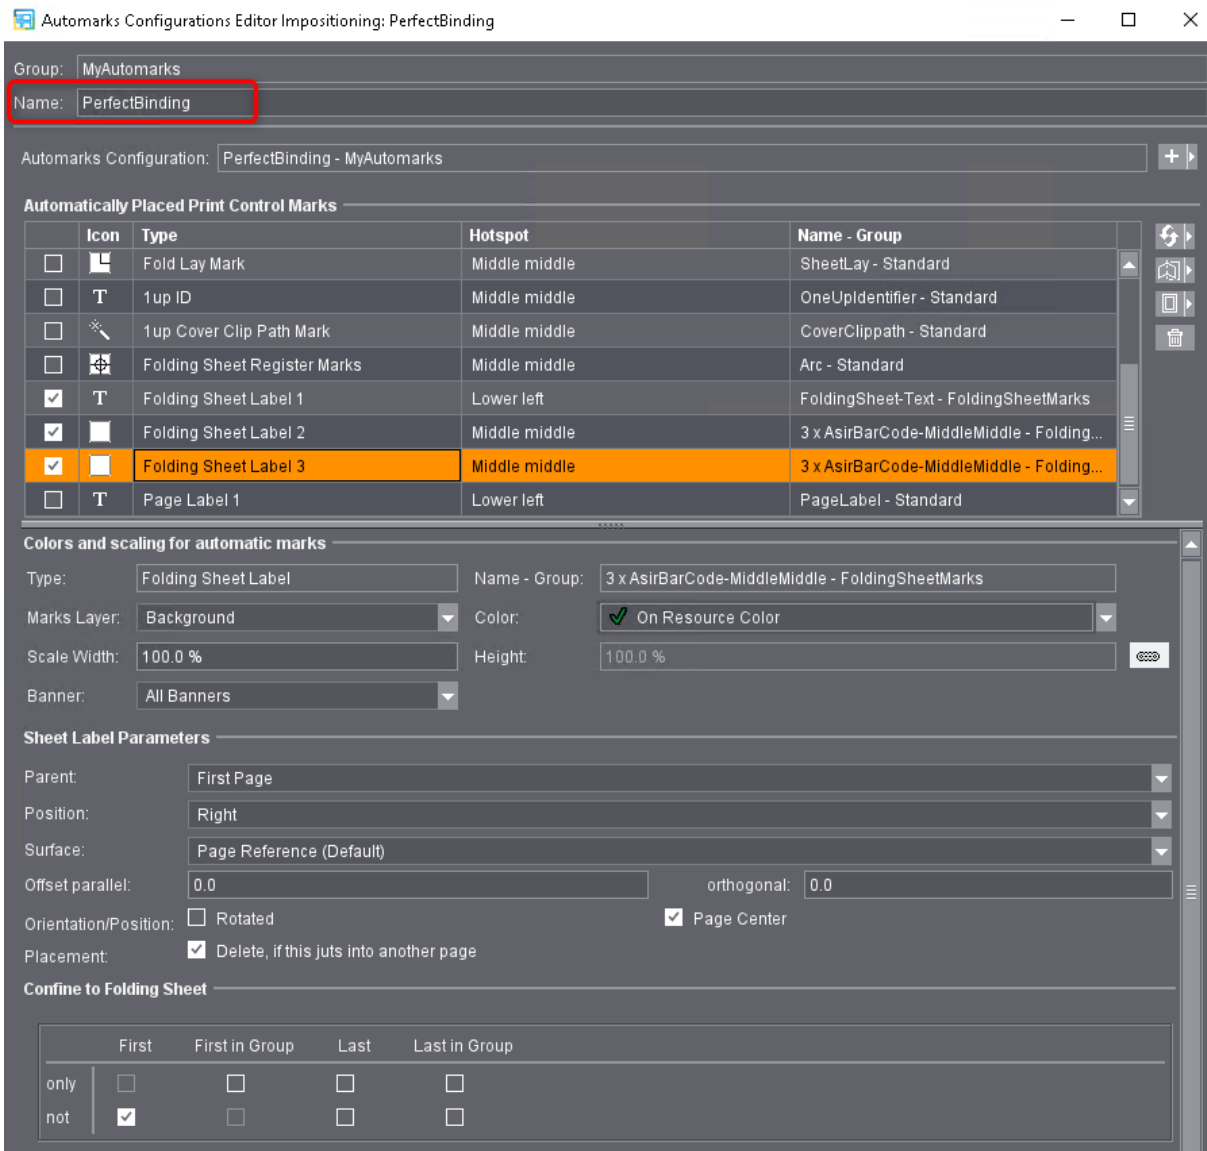 Automarks Configurations Editor Impositioning: PerfectBinding
Group: MyAutomarks
Name: PerfectBinding
Automarks Configuration: PerfectBinding - MyAutomarks
Automatically Placed Print Control Marks
Icon Type Hotspot Name - Group
Fold Lay Mark Middle middle SheetLay - Standard
T 1up ID Middle middle OneUpIdentifier - Standard
1up Cover Clip Path Mark Middle middle CoverClippath - Standard
Folding Sheet Register Marks Middle middle Arc - Standard
T Folding Sheet Label 1 Lower left FoldingSheet-Text - FoldingSheetMarks
Folding Sheet Label 2 Middle middle 3 x AsirBarCode-MiddleMiddle - Folding...
Folding Sheet Label 3 Middle middle 3 x AsirBarCode-MiddleMiddle - Folding...
T Page Label 1 Lower left PageLabel - Standard
Colors and scaling for automatic marks
Type: Folding Sheet Label Name - Group: 3 x AsirBarCode-MiddleMiddle - FoldingSheetMarks
Marks Layer: Background Color: On Resource Color
Scale Width: 100.0 % Height: 100.0 %
Banner: All Banners
Sheet Label Parameters
Parent: First Page
Position: Right
Surface: Page Reference (Default)
Offset parallel: 0.0 orthogonal: 0.0
Orientation/Position: Rotated Page Center
Placement: Delete, if this juts into another page
Confine to Folding Sheet
First First in Group Last Last in Group
only
not